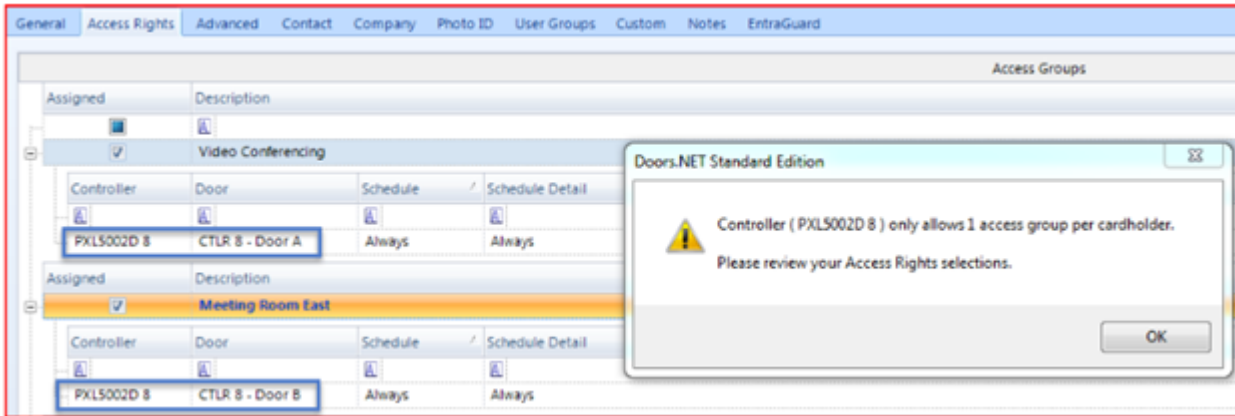 General Access Rights Advanced Contact Company Photo ID User Groups Custom Notes EntraGuard
Access Groups
Assigned Description
A
Video Conferencing
Controller Door Schedule Schedule Detail
A A A A
PXL5002D 8 CTLR 8 - Door A Always Always
Assigned Description
Meeting Room East
Controller Door Schedule Schedule Detail
A A A A
PXL5002D 8 CTLR 8 - Door B Always Always
Doors.NET Standard Edition
Controller ( PXL5002D 8 ) only allows 1 access group per cardholder.
Please review your Access Rights selections.
OK